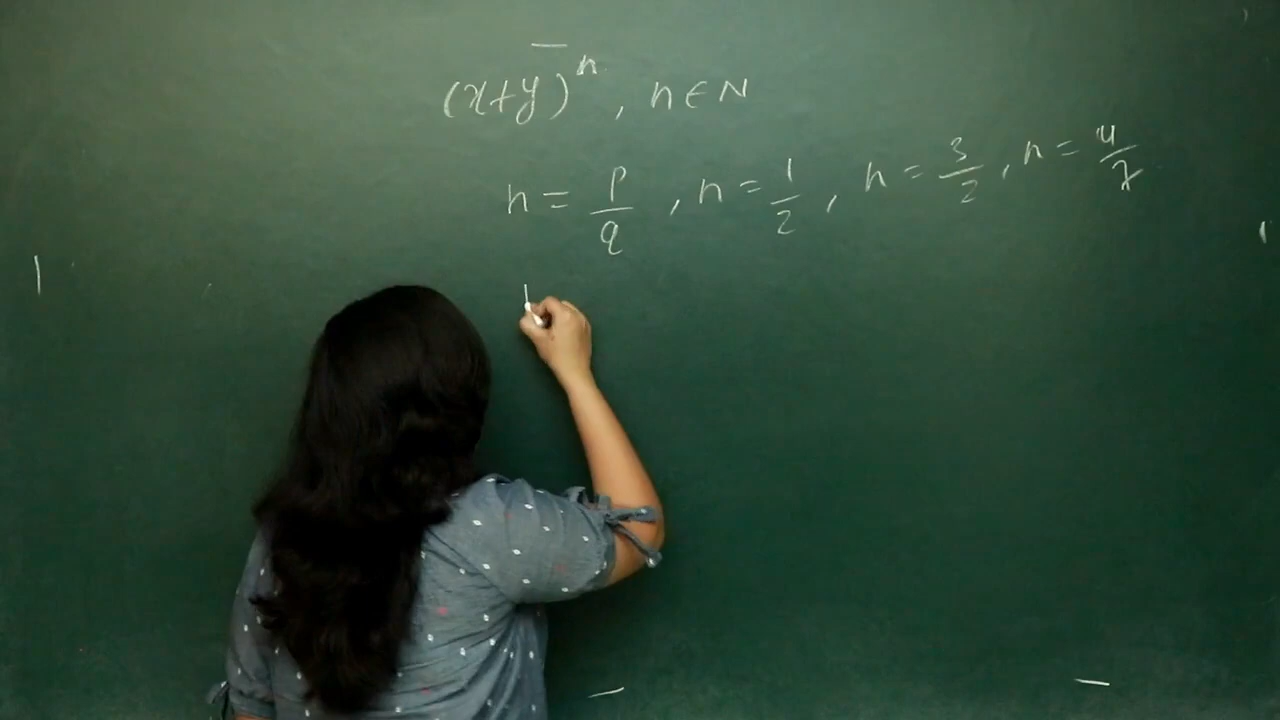 (x+y)^n, n∈N
n = p/q, n = 1/2, n = 3/2, n = 4/7